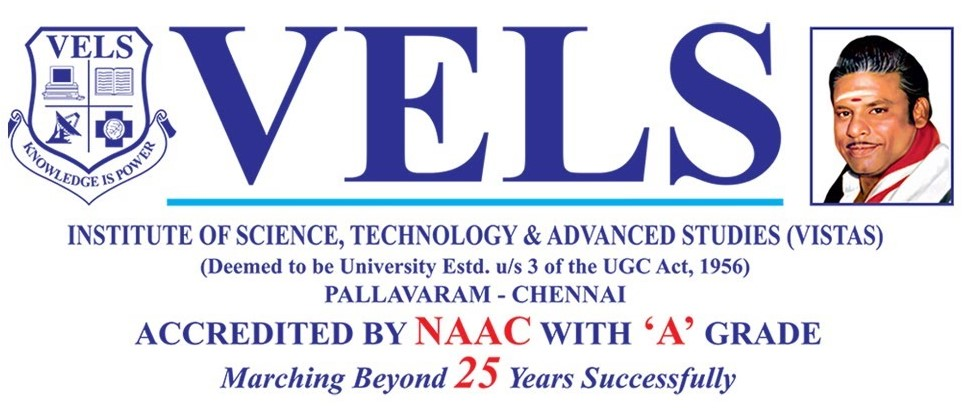 VELS
KNOWLEDGE IS POWER
VELS
INSTITUTE OF SCIENCE, TECHNOLOGY & ADVANCED STUDIES (VISTAS)
(Deemed to be University Estd. u/s 3 of the UGC Act, 1956)
PALLAVARAM - CHENNAI
ACCREDITED BY NAAC WITH ‘A’ GRADE
Marching Beyond 25 Years Successfully